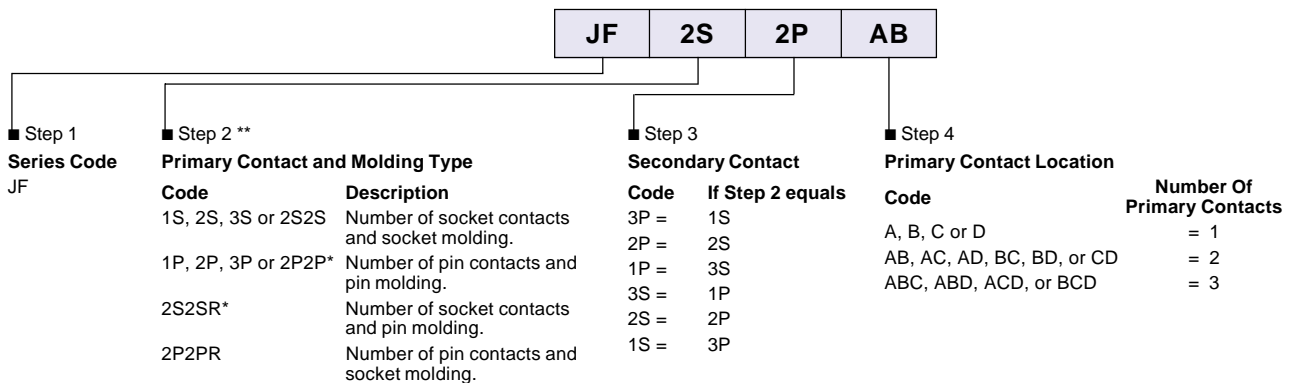 JF 2S 2P AB
■ Step 1
Series Code
JF
■ Step 2 **
Primary Contact and Molding Type
Code Description
1S, 2S, 3S or 2S2S Number of socket contacts
and socket molding.
1P, 2P, 3P or 2P2P* Number of pin contacts and
pin molding.
2S2SR* Number of socket contacts
and pin molding.
2P2PR Number of pin contacts and
socket molding.
■ Step 3
Secondary Contact
Code If Step 2 equals
3P = 1S
2P = 2S
1P = 3S
3S = 1P
2S = 2P
1S = 3P
■ Step 4
Primary Contact Location
Code Number Of
Primary Contacts
A, B, C or D = 1
AB, AC, AD, BC, BD, or CD = 2
ABC, ABD, ACD, or BCD = 3